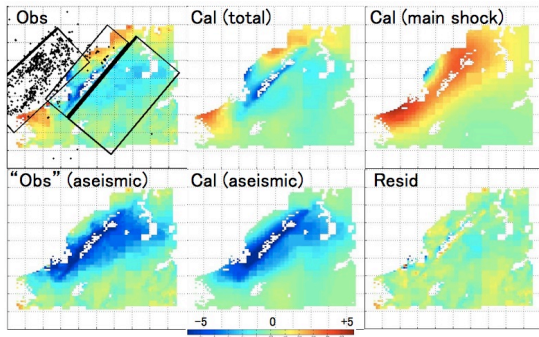 Obs
Cal (total)
Cal (main shock)
“Obs” (aseismic)
Cal (aseismic)
Resid
−5 0 +5